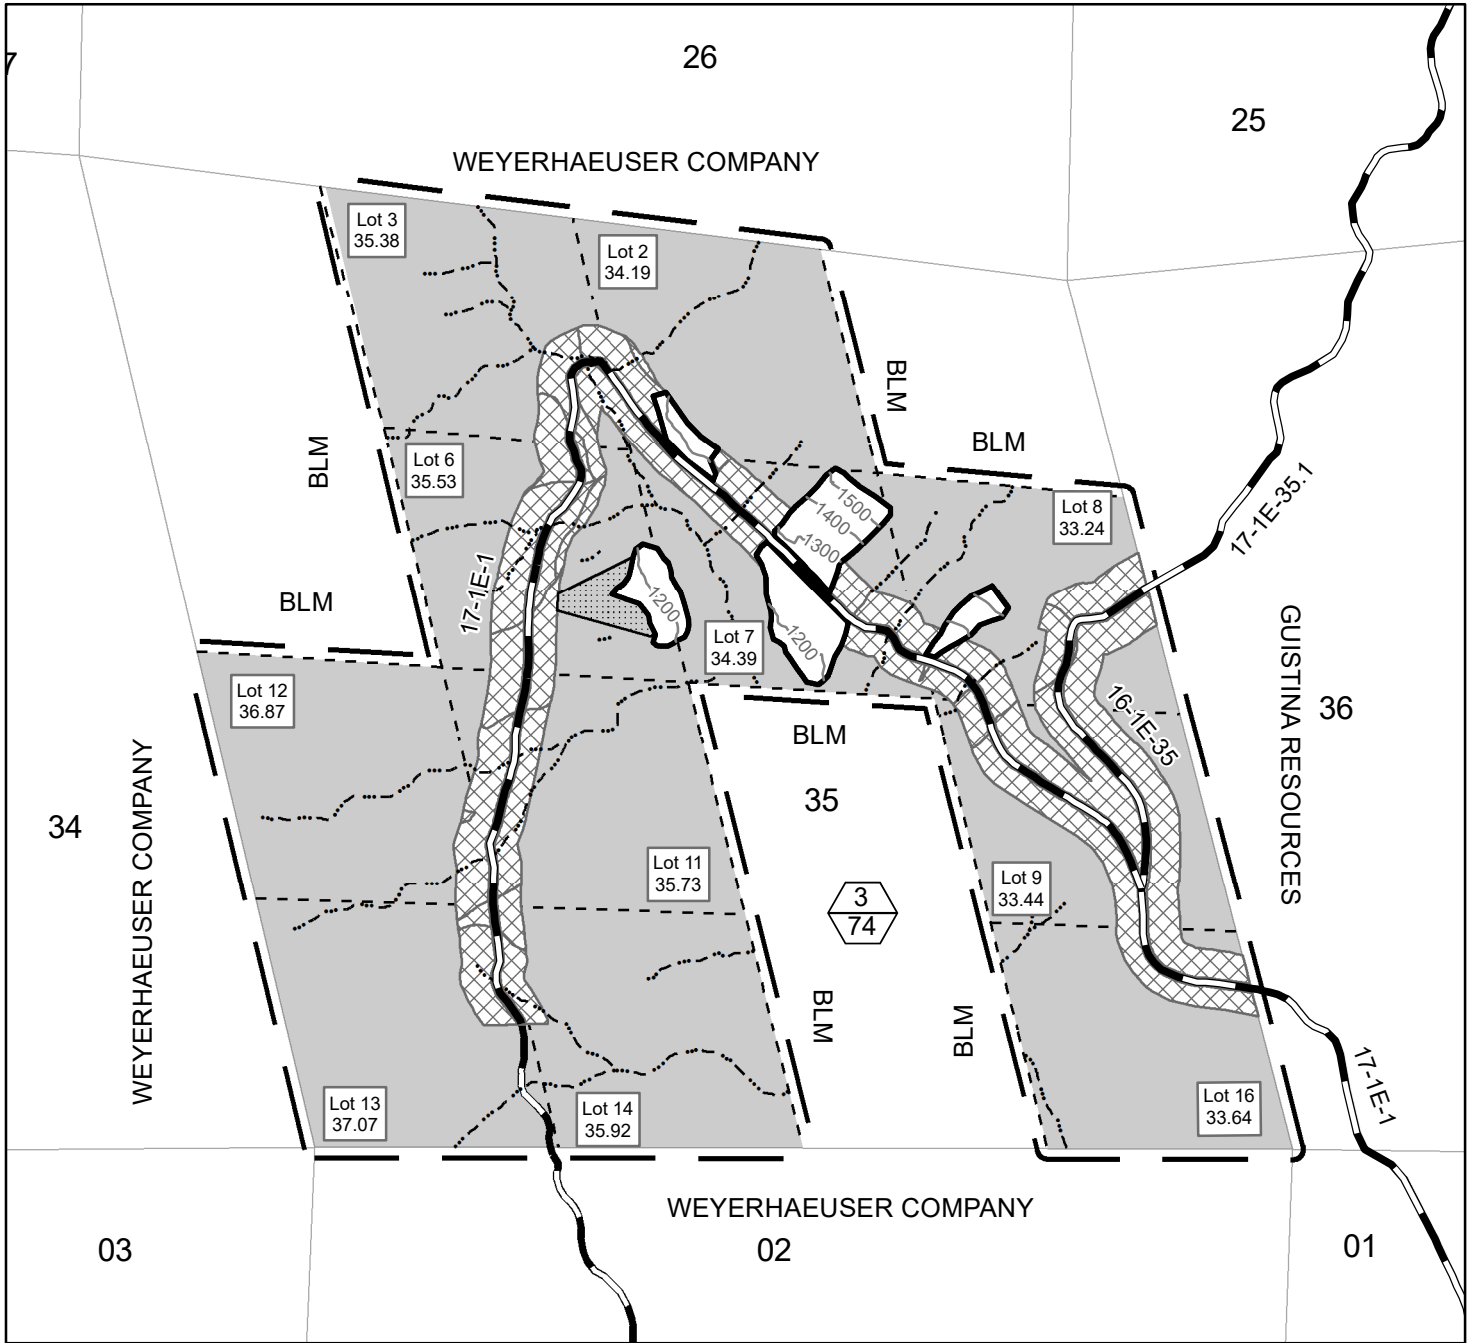 26
7
25
WEYERHAEUSER COMPANY
Lot 3
35.38
Lot 2
34.19
BLM
BLM
BLM
Lot 6
35.53
Lot 8
33.24
1500
1400
1300
17-1E-35.1
17-1E-1
BLM
1200
Lot 7
34.39
1200
GUISTINA RESOURCES
Lot 12
36.87
16-1E-35
36
BLM
35
34
WEYERHAEUSER COMPANY
Lot 11
35.73
Lot 9
33.44
3
74
BLM
BLM
17-1E-1
Lot 13
37.07
Lot 14
35.92
Lot 16
33.64
WEYERHAEUSER COMPANY
03
02
01